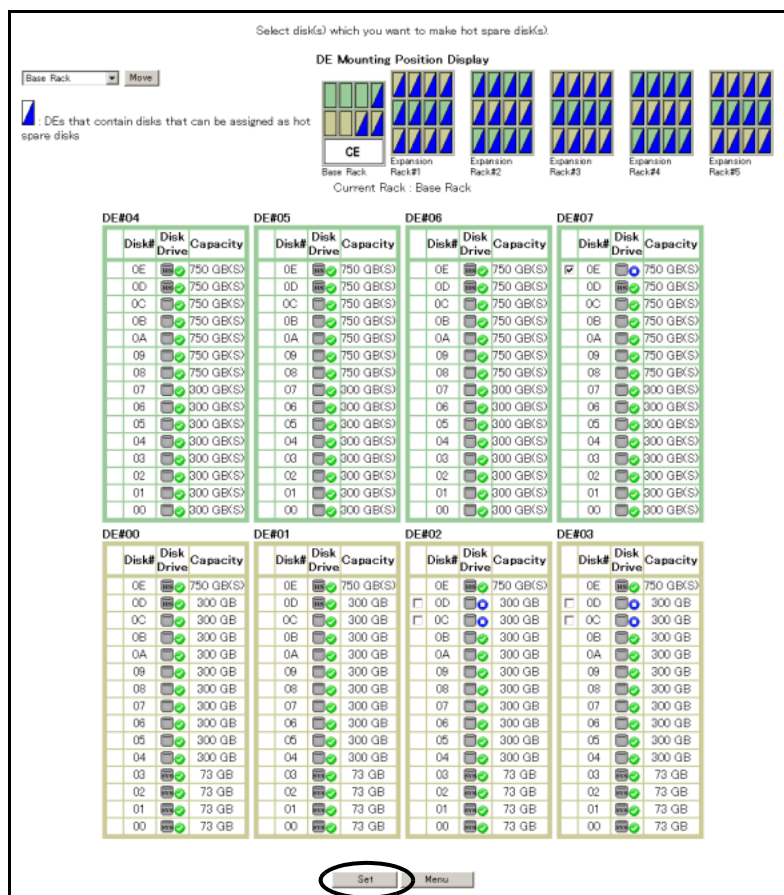 Select disk(s) which you want to make hot spare disk(s).
DE Mounting Position Display
Base Rack Move
: DEs that contain disks that can be assigned as hot
spare disks
CE
Base Rack
Expansion
Rack#1
Expansion
Rack#2
Expansion
Rack#3
Expansion
Rack#4
Expansion
Rack#5
Current Rack : Base Rack
DE#04 DE#05 DE#06 DE#07
Disk# Disk Drive Capacity Disk# Disk Drive Capacity Disk# Disk Drive Capacity Disk# Disk Drive Capacity
0E 750 GB(S) 0E 750 GB(S) 0E 750 GB(S) 0E 750 GB(S)
0D 750 GB(S) 0D 750 GB(S) 0D 750 GB(S) 0D 750 GB(S)
0C 750 GB(S) 0C 750 GB(S) 0C 750 GB(S) 0C 750 GB(S)
0B 750 GB(S) 0B 750 GB(S) 0B 750 GB(S) 0B 750 GB(S)
0A 750 GB(S) 0A 750 GB(S) 0A 750 GB(S) 0A 750 GB(S)
09 750 GB(S) 09 750 GB(S) 09 750 GB(S) 09 750 GB(S)
08 750 GB(S) 08 750 GB(S) 08 750 GB(S) 08 750 GB(S)
07 300 GB(S) 07 300 GB(S) 07 300 GB(S) 07 300 GB(S)
06 300 GB(S) 06 300 GB(S) 06 300 GB(S) 06 300 GB(S)
05 300 GB(S) 05 300 GB(S) 05 300 GB(S) 05 300 GB(S)
04 300 GB(S) 04 300 GB(S) 04 300 GB(S) 04 300 GB(S)
03 300 GB(S) 03 300 GB(S) 03 300 GB(S) 03 300 GB(S)
02 300 GB(S) 02 300 GB(S) 02 300 GB(S) 02 300 GB(S)
01 300 GB(S) 01 300 GB(S) 01 300 GB(S) 01 300 GB(S)
00 300 GB(S) 00 300 GB(S) 00 300 GB(S) 00 300 GB(S)
DE#00 DE#01 DE#02 DE#03
Disk# Disk Drive Capacity Disk# Disk Drive Capacity Disk# Disk Drive Capacity Disk# Disk Drive Capacity
0E 750 GB(S) 0E 750 GB(S) 0E 750 GB(S) 0E 750 GB(S)
0D 300 GB 0D 300 GB 0D 300 GB 0D 300 GB
0C 300 GB 0C 300 GB 0C 300 GB 0C 300 GB
0B 300 GB 0B 300 GB 0B 300 GB 0B 300 GB
0A 300 GB 0A 300 GB 0A 300 GB 0A 300 GB
09 300 GB 09 300 GB 09 300 GB 09 300 GB
08 300 GB 08 300 GB 08 300 GB 08 300 GB
07 300 GB 07 300 GB 07 300 GB 07 300 GB
06 300 GB 06 300 GB 06 300 GB 06 300 GB
05 300 GB 05 300 GB 05 300 GB 05 300 GB
04 300 GB 04 300 GB 04 300 GB 04 300 GB
03 73 GB 03 73 GB 03 73 GB 03 73 GB
02 73 GB 02 73 GB 02 73 GB 02 73 GB
01 73 GB 01 73 GB 01 73 GB 01 73 GB
00 73 GB 00 73 GB 00 73 GB 00 73 GB
Set Menu